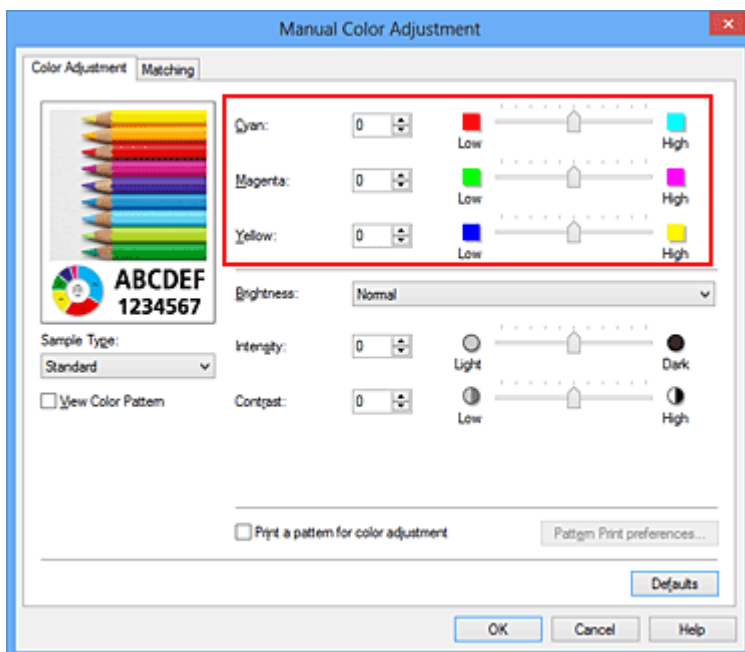 Manual Color Adjustment
Color Adjustment Matching
Cyan: 0 Low High
Magenta: 0 Low High
Yellow: 0 Low High
ABCDEF
1234567
Brightness: Normal
Sample Type:
Standard
Intensity: 0 Light Dark
View Color Pattern
Contrast: 0 Low High
Print a pattern for color adjustment Pattern Print preferences...
Defaults
OK Cancel Help